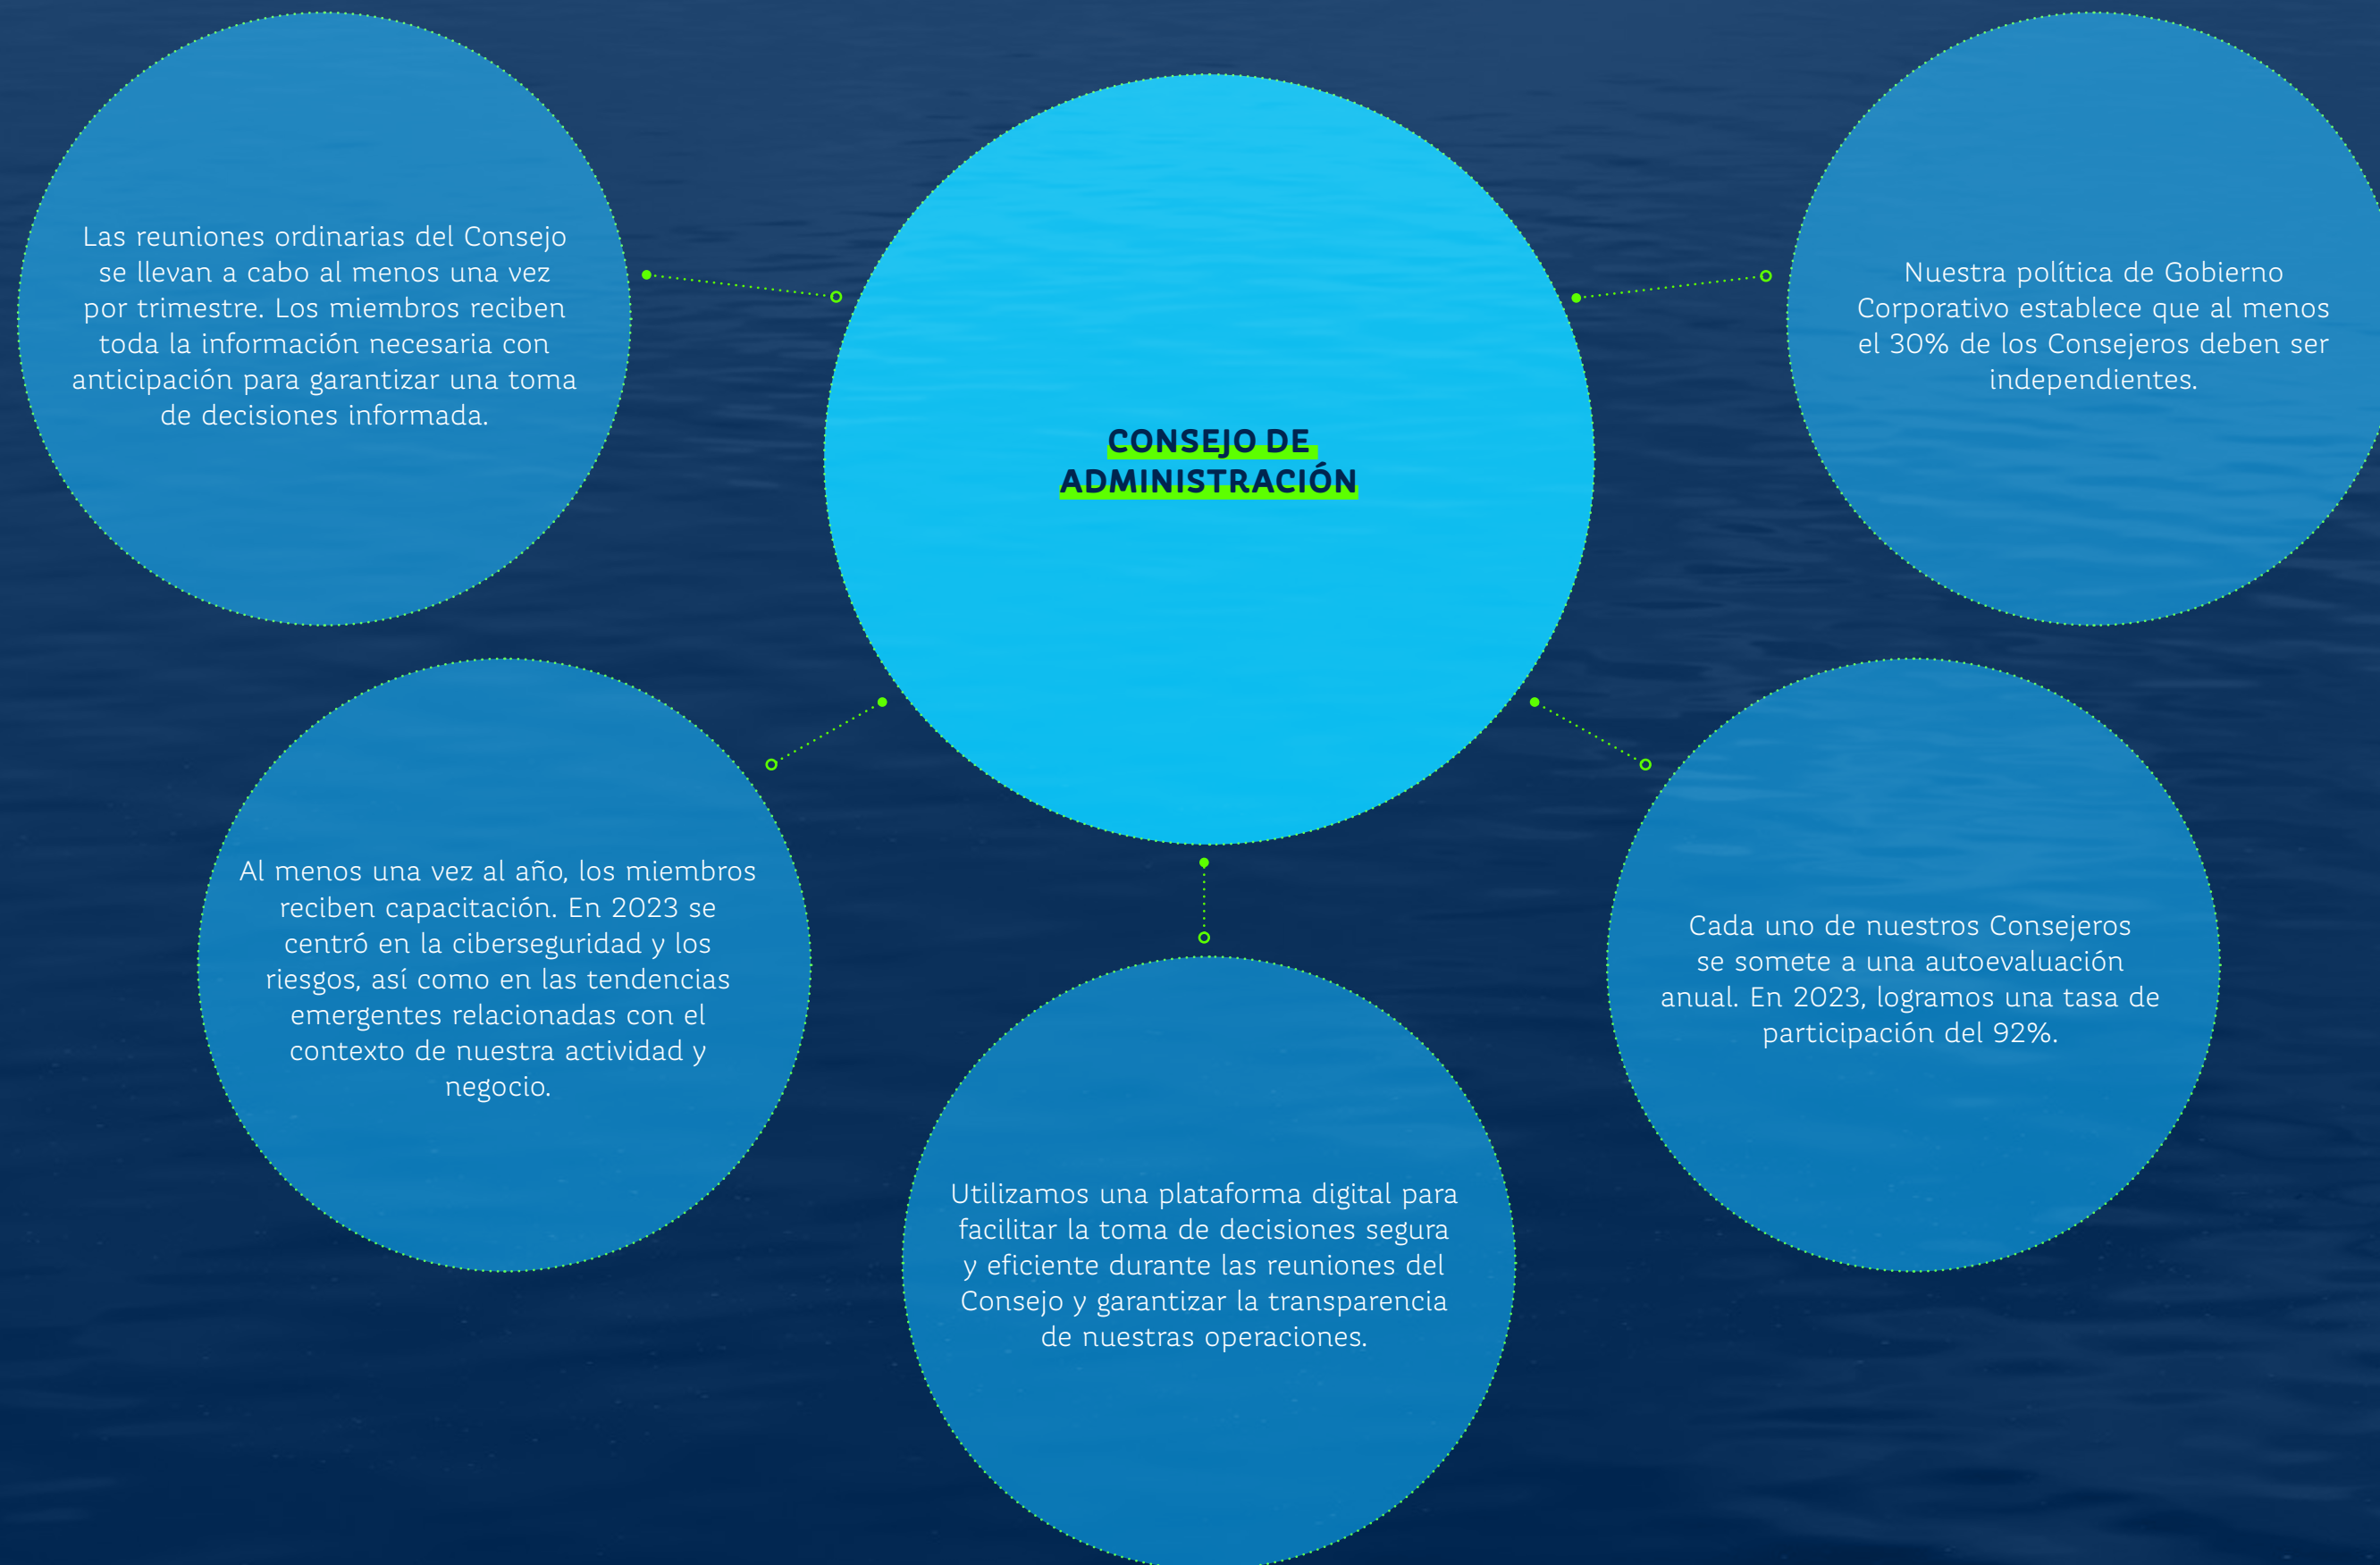 Las reuniones ordinarias del Consejo
se llevan a cabo al menos una vez
por trimestre. Los miembros reciben
toda la información necesaria con
anticipación para garantizar una toma
de decisiones informada.
CONSEJO DE
ADMINISTRACIÓN
Nuestra política de Gobierno
Corporativo establece que al menos
el 30% de los Consejeros deben ser
independientes.
Al menos una vez al año, los miembros
reciben capacitación. En 2023 se
centró en la ciberseguridad y los
riesgos, así como en las tendencias
emergentes relacionadas con el
contexto de nuestra actividad y
negocio.
Utilizamos una plataforma digital para
facilitar la toma de decisiones segura
y eficiente durante las reuniones del
Consejo y garantizar la transparencia
de nuestras operaciones.
Cada uno de nuestros Consejeros
se somete a una autoevaluación
anual. En 2023, logramos una tasa de
participación del 92%.